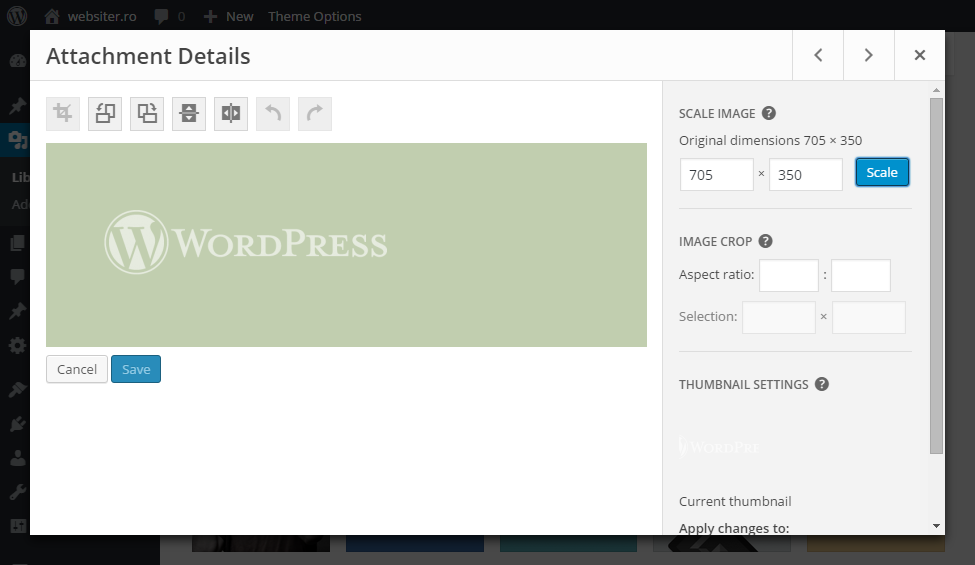 websiter.ro 0 New Theme Options
Attachment Details
SCALE IMAGE ?
Original dimensions 705 × 350
705 × 350 Scale
WORDPRESS
IMAGE CROP ?
Aspect ratio: :
Selection: ×
Cancel Save
THUMBNAIL SETTINGS ?
WORDPRE
Current thumbnail
Apply changes to:
Lib
Ad